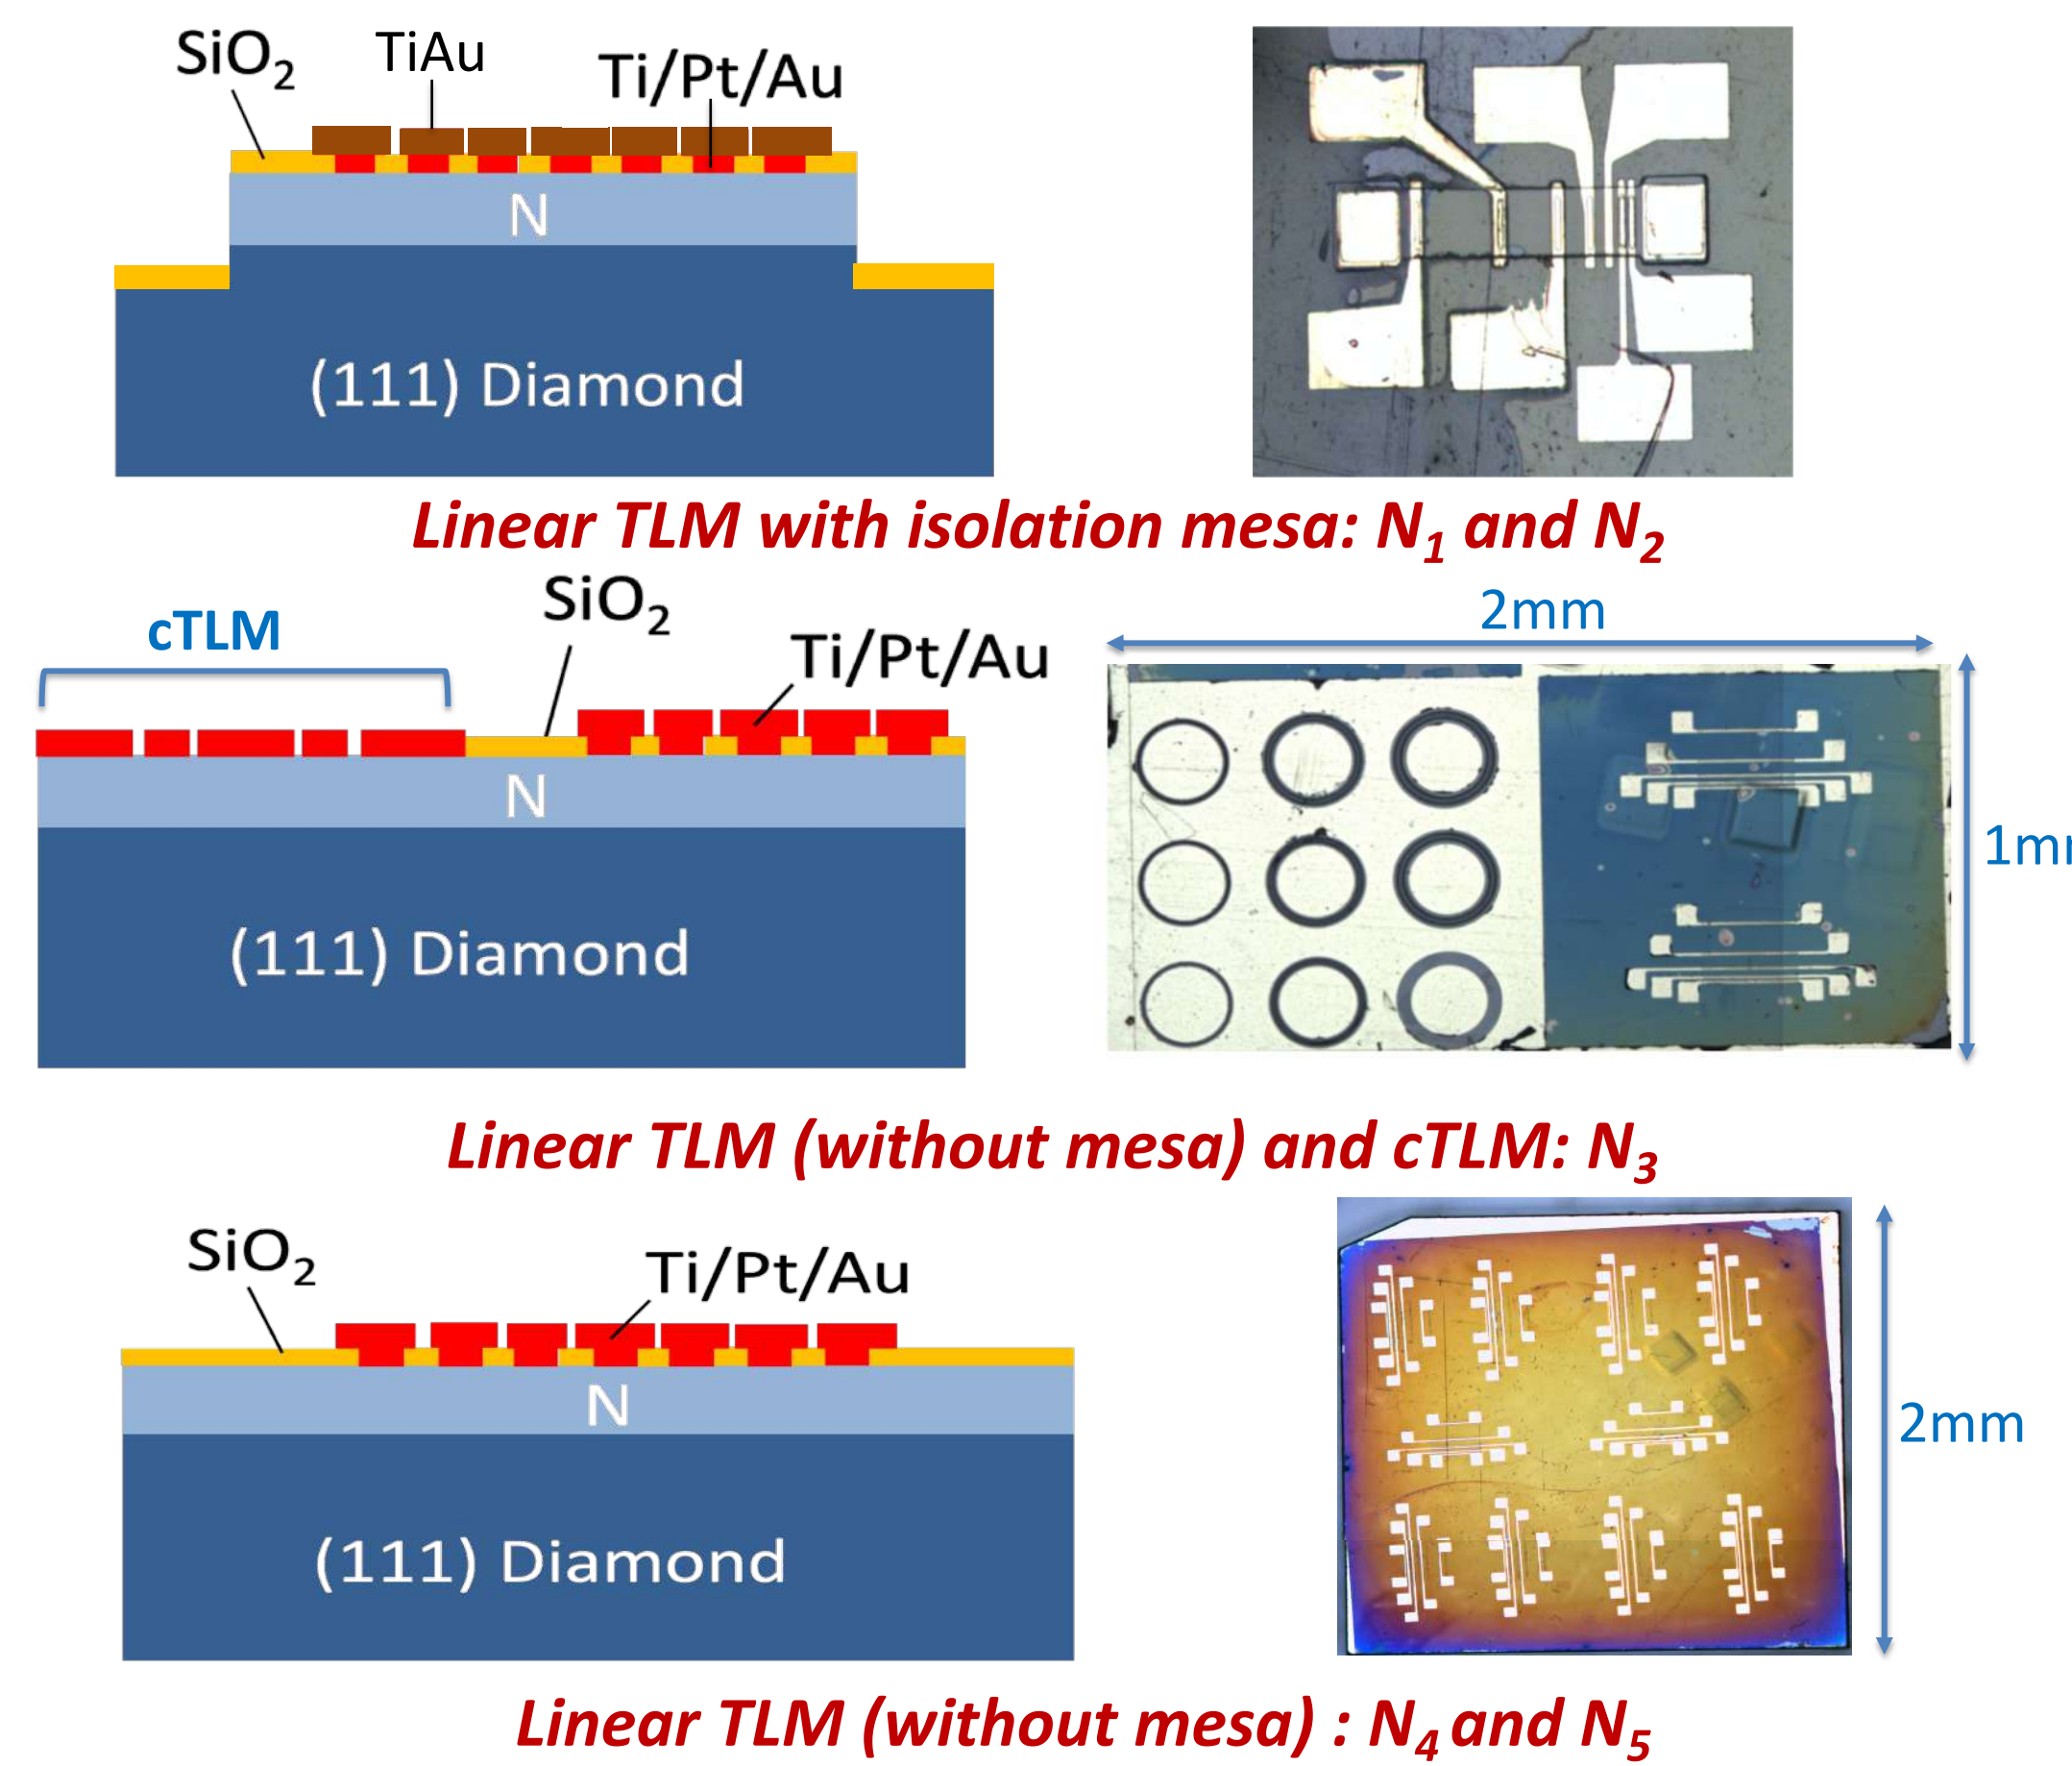 SiO₂ TiAu Ti/Pt/Au
N
(111) Diamond
Linear TLM with isolation mesa: N₁ and N₂
SiO₂
cTLM
Ti/Pt/Au
2mm
N
1m
(111) Diamond
Linear TLM (without mesa) and cTLM: N₃
SiO₂
Ti/Pt/Au
N
2mm
(111) Diamond
Linear TLM (without mesa) : N₄ and N₅